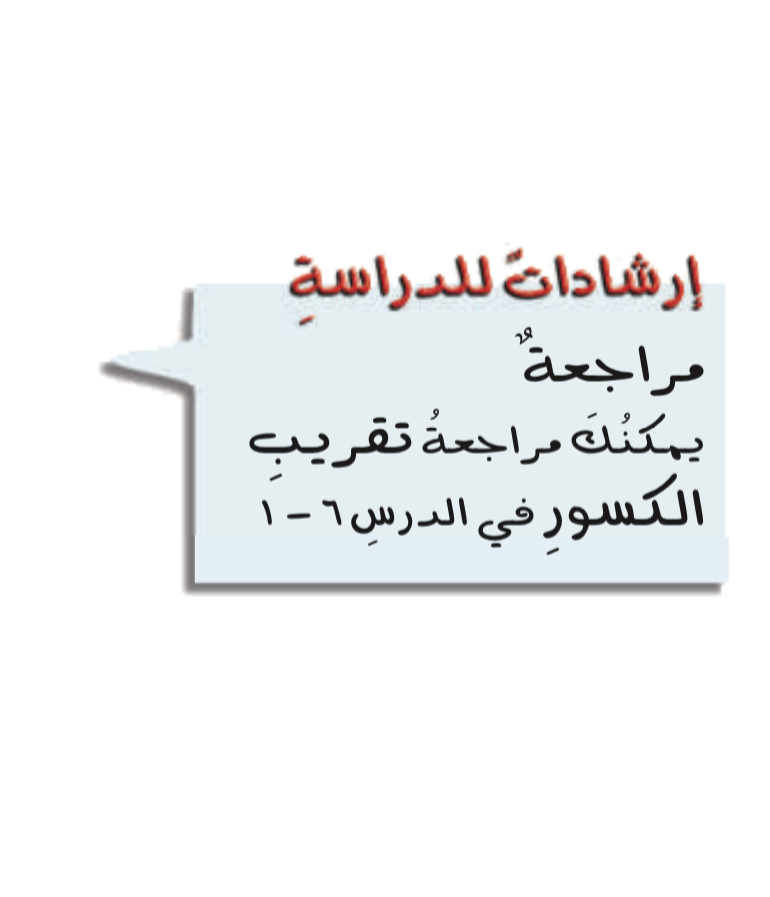 إرشاداتٌ للدراسةِ
مراجعةٌ
يمكنُكَ مراجعةُ تقريبِ
الكسورِ في الدرسِ ٦ – ١